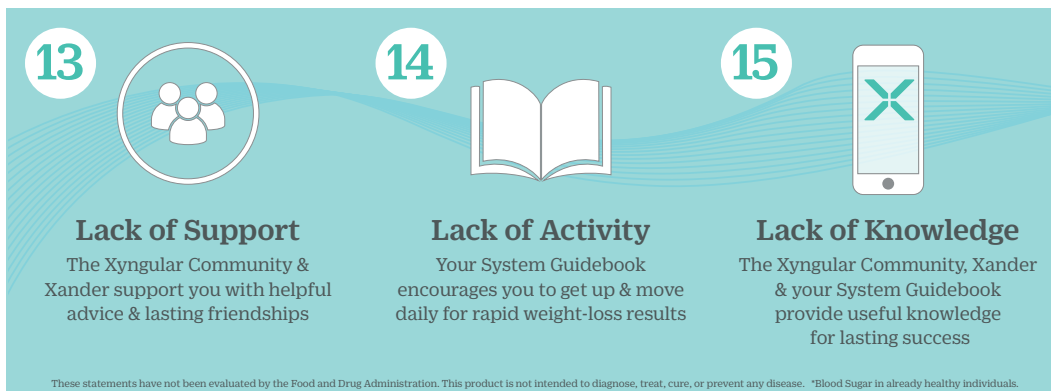 13
Lack of Support
The Xyngular Community &
Xander support you with helpful
advice & lasting friendships
14
Lack of Activity
Your System Guidebook
encourages you to get up & move
daily for rapid weight-loss results
15
Lack of Knowledge
The Xyngular Community, Xander
& your System Guidebook
provide useful knowledge
for lasting success
These statements have not been evaluated by the Food and Drug Administration. This product is not intended to diagnose, treat, cure, or prevent any disease. *Blood Sugar in already healthy individuals.